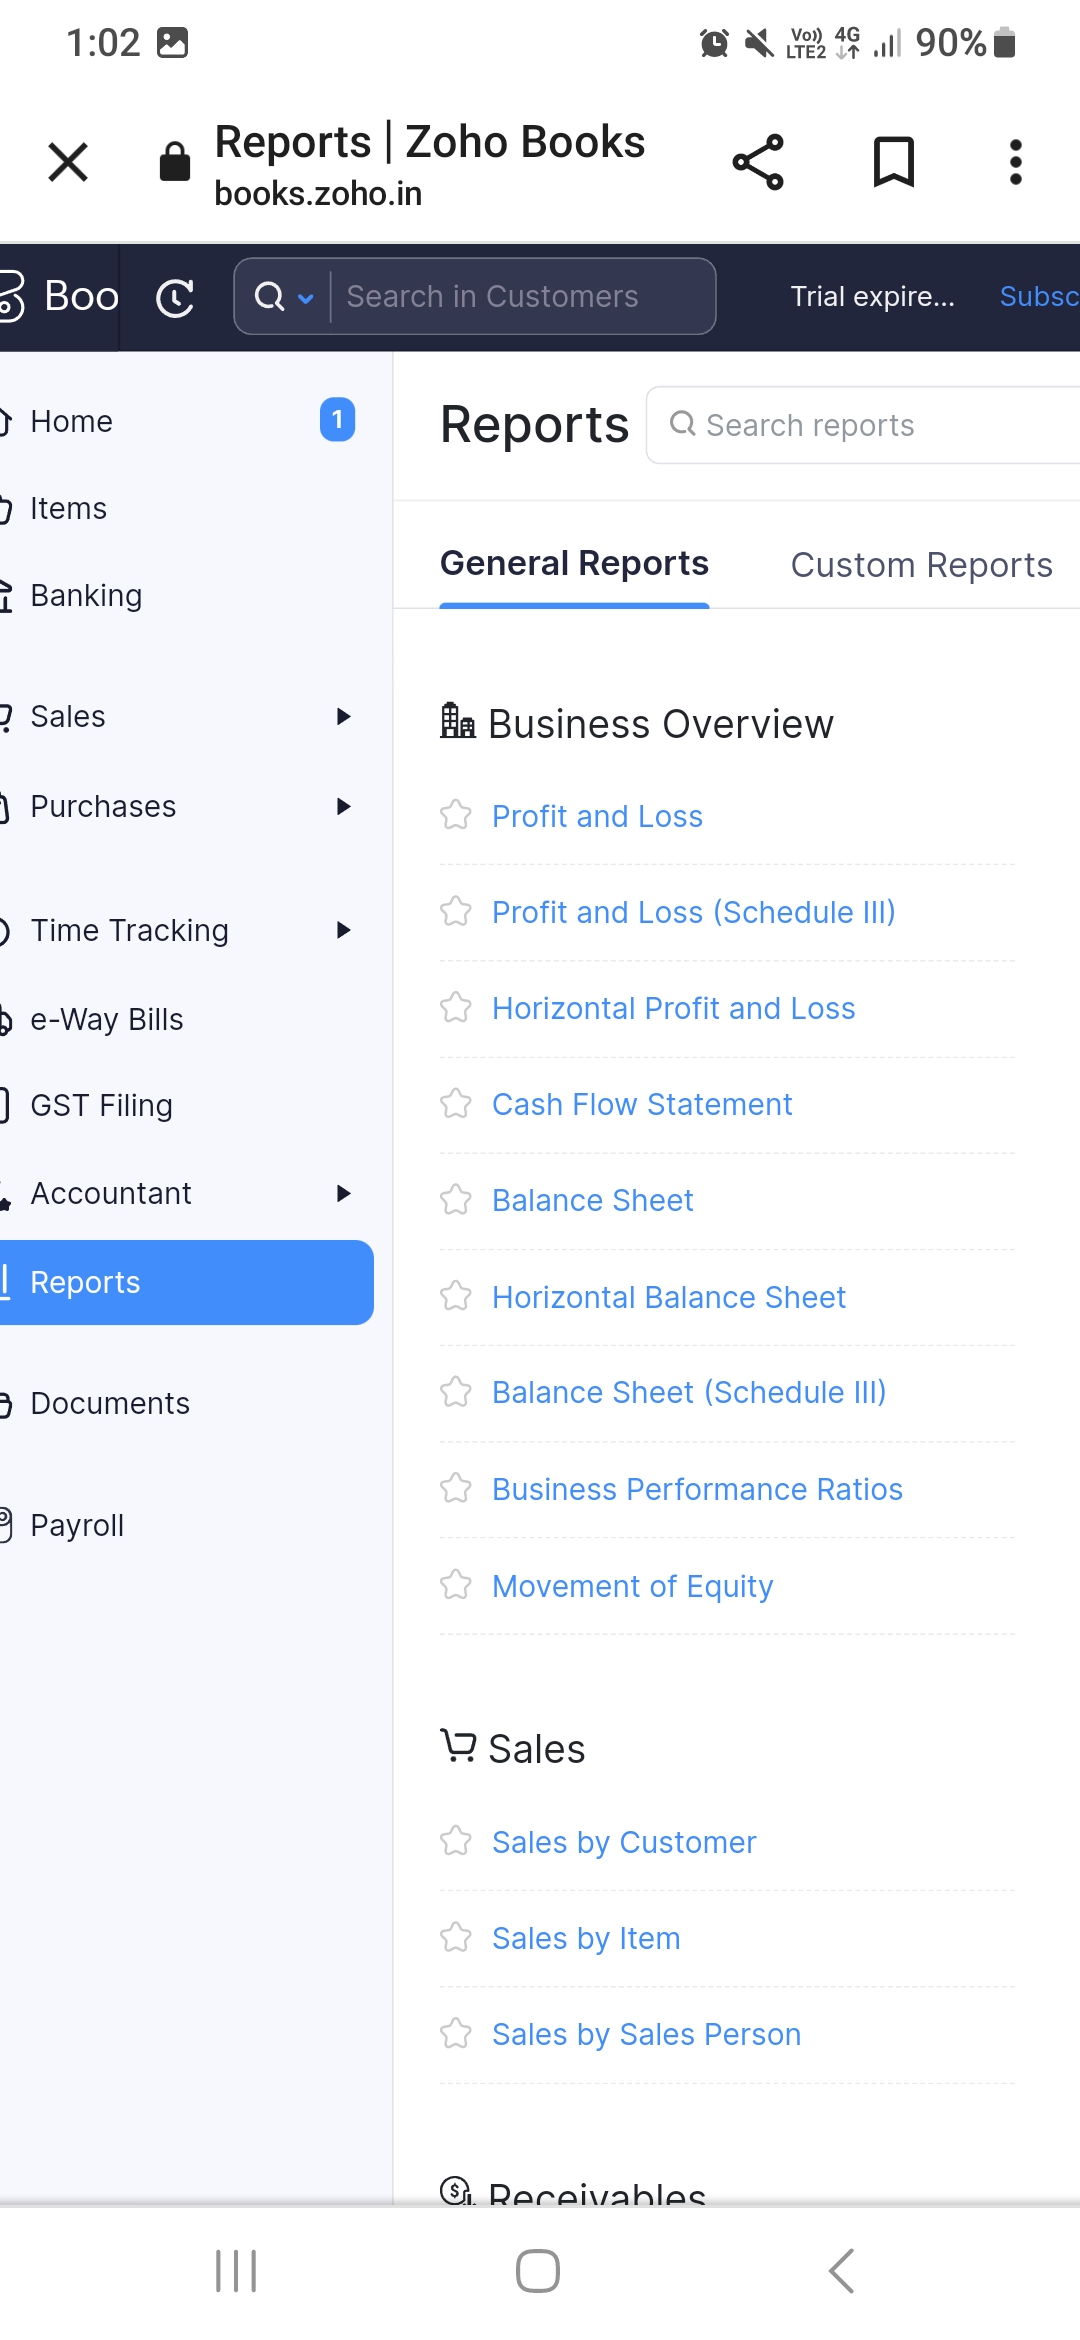 1:02
Vo)) LTE2 4G 90%
Reports | Zoho Books
books.zoho.in
Boo
Search in Customers
Trial expire...
Subsc
Home 1
Items
Banking
Sales
Purchases
Time Tracking
e-Way Bills
GST Filing
Accountant
Reports
Documents
Payroll
Reports
Search reports
General Reports
Custom Reports
Business Overview
Profit and Loss
Profit and Loss (Schedule III)
Horizontal Profit and Loss
Cash Flow Statement
Balance Sheet
Horizontal Balance Sheet
Balance Sheet (Schedule III)
Business Performance Ratios
Movement of Equity
Sales
Sales by Customer
Sales by Item
Sales by Sales Person
Receivables